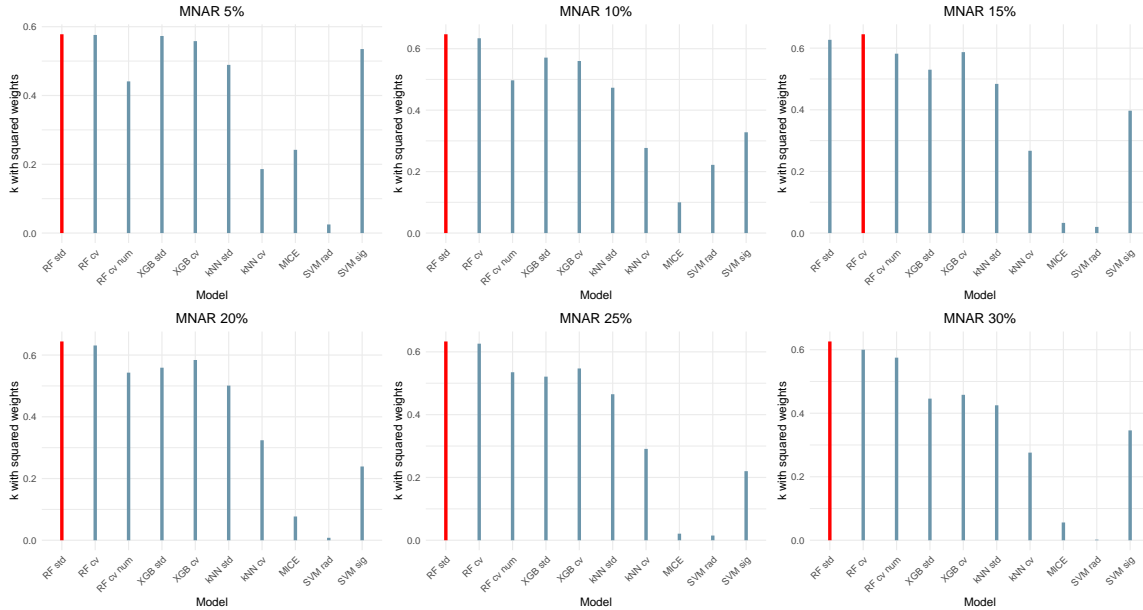 MNAR 5%
k with squared weights
0.6
0.4
0.2
0.0
RF std
RF cv
RF cv num
XGB std
XGB cv
kNN std
kNN cv
MICE
SVM rad
SVM sig
Model
MNAR 10%
k with squared weights
0.6
0.4
0.2
0.0
RF std
RF cv
RF cv num
XGB std
XGB cv
kNN std
kNN cv
MICE
SVM rad
SVM sig
Model
MNAR 15%
k with squared weights
0.6
0.4
0.2
0.0
RF std
RF cv
RF cv num
XGB std
XGB cv
kNN std
kNN cv
MICE
SVM rad
SVM sig
Model
MNAR 20%
k with squared weights
0.6
0.4
0.2
0.0
RF std
RF cv
RF cv num
XGB std
XGB cv
kNN std
kNN cv
MICE
SVM rad
SVM sig
Model
MNAR 25%
k with squared weights
0.6
0.4
0.2
0.0
RF std
RF cv
RF cv num
XGB std
XGB cv
kNN std
kNN cv
MICE
SVM rad
SVM sig
Model
MNAR 30%
k with squared weights
0.6
0.4
0.2
0.0
RF std
RF cv
RF cv num
XGB std
XGB cv
kNN std
kNN cv
MICE
SVM rad
SVM sig
Model